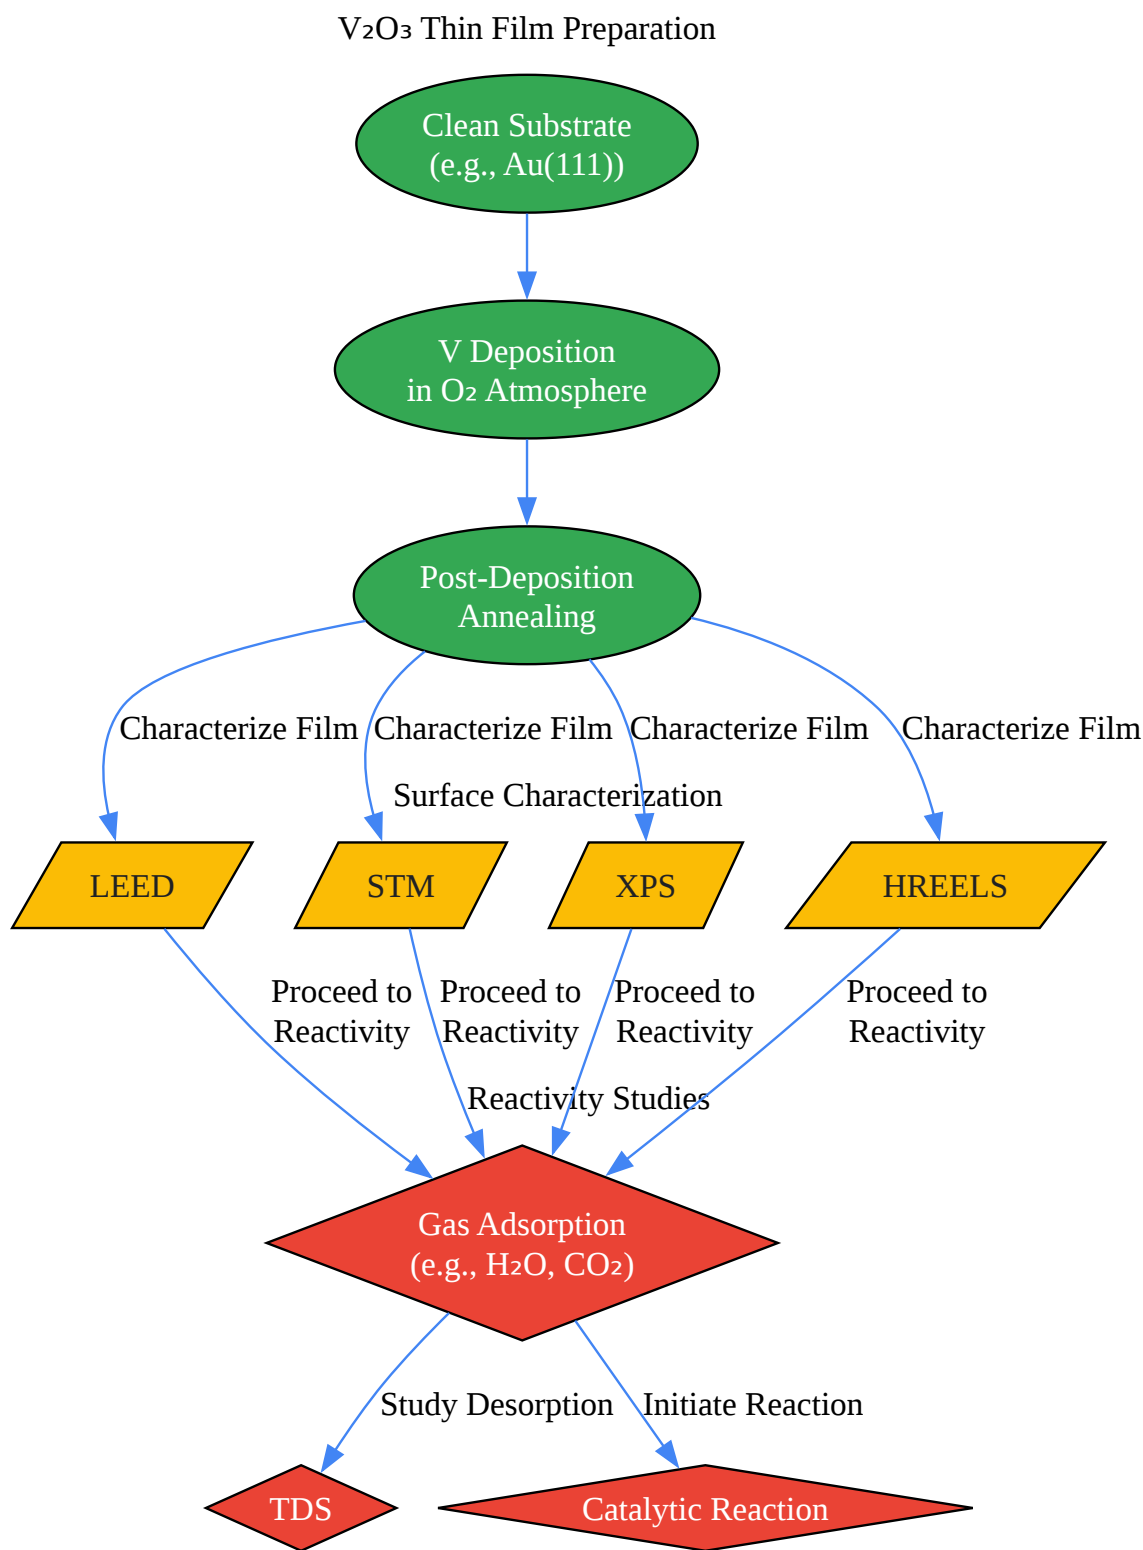 V₂O₃ Thin Film Preparation
Clean Substrate
(e.g., Au(111))
V Deposition
in O₂ Atmosphere
Post-Deposition
Annealing
Characterize Film
Characterize Film
Characterize Film
Characterize Film
Surface Characterization
LEED
STM
XPS
HREELS
Proceed to
Reactivity
Proceed to
Reactivity
Proceed to
Reactivity
Proceed to
Reactivity
Reactivity Studies
Gas Adsorption
(e.g., H₂O, CO₂)
Study Desorption
Initiate Reaction
TDS
Catalytic Reaction